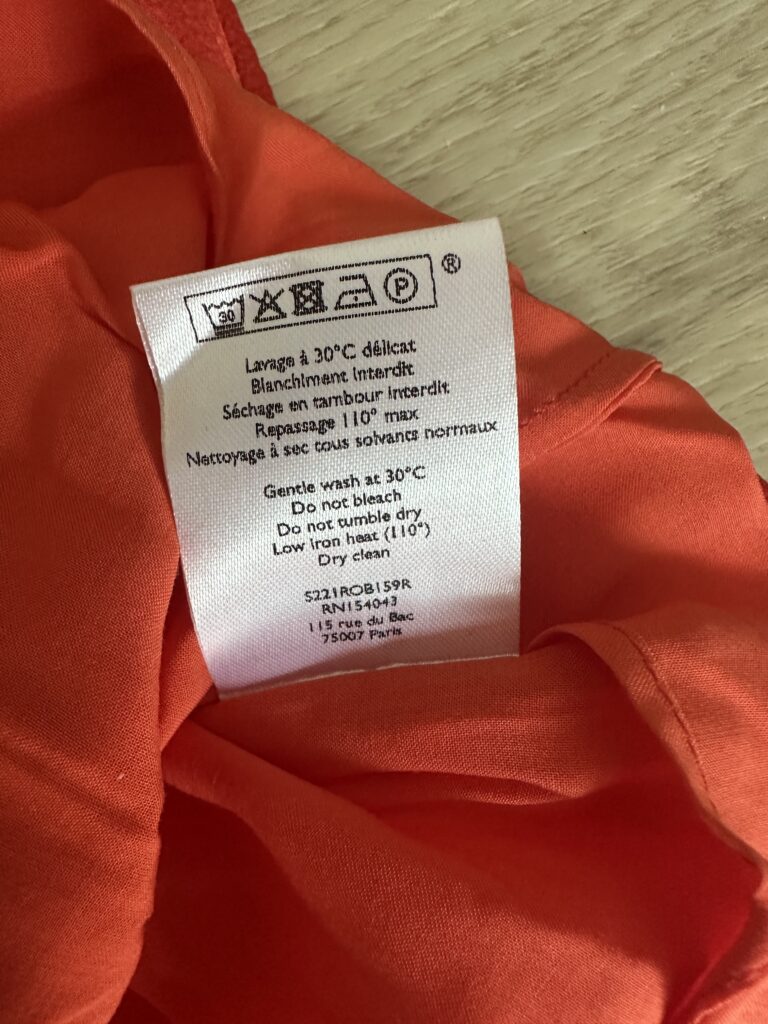 30 P ®
Lavage à 30°C délicat
Blanchiment interdit
Séchage en tambour interdit
Repassage 110° max
Nettoyage à sec tous solvants normaux
Gentle wash at 30°C
Do not bleach
Do not tumble dry
Low iron heat (110°)
Dry clean
S221ROB159R
RN154043
115 rue du Bac
75007 Paris